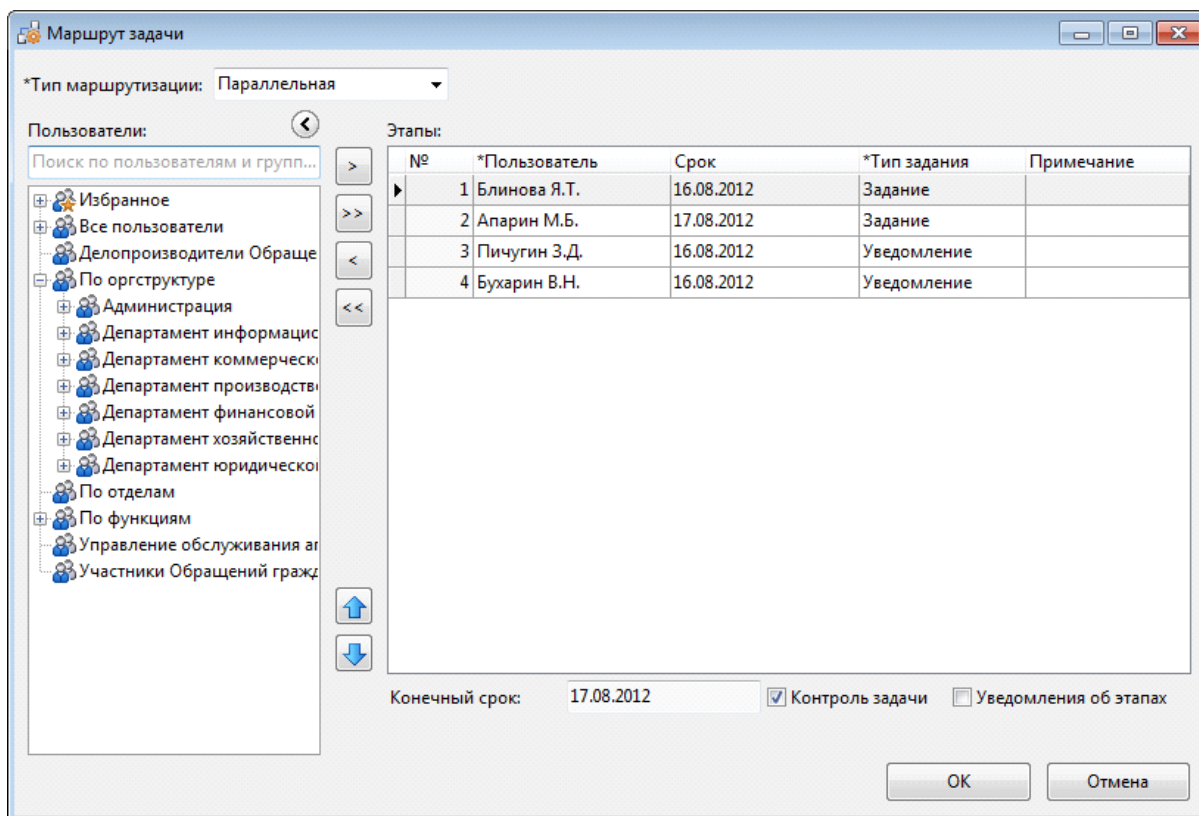 Маршрут задачи
*Тип маршрутизации: Параллельная
Пользователи:
Поиск по пользователям и групп...
Избранное
Все пользователи
Делопроизводители Обраще
По оргструктуре
Администрация
Департамент информацис
Департамент коммерческ
Департамент производств
Департамент финансовой
Департамент хозяйственно
Департамент юридическо
По отделам
По функциям
Управление обслуживания ап
Участники Обращений гражд
>
>>
<
<<
Этапы:
№ *Пользователь Срок *Тип задания Примечание
1 Блинова Я.Т. 16.08.2012 Задание
2 Апарин М.Б. 17.08.2012 Задание
3 Пичугин З.Д. 16.08.2012 Уведомление
4 Бухарин В.Н. 16.08.2012 Уведомление
Конечный срок: 17.08.2012 Контроль задачи Уведомления об этапах
ОК Отмена